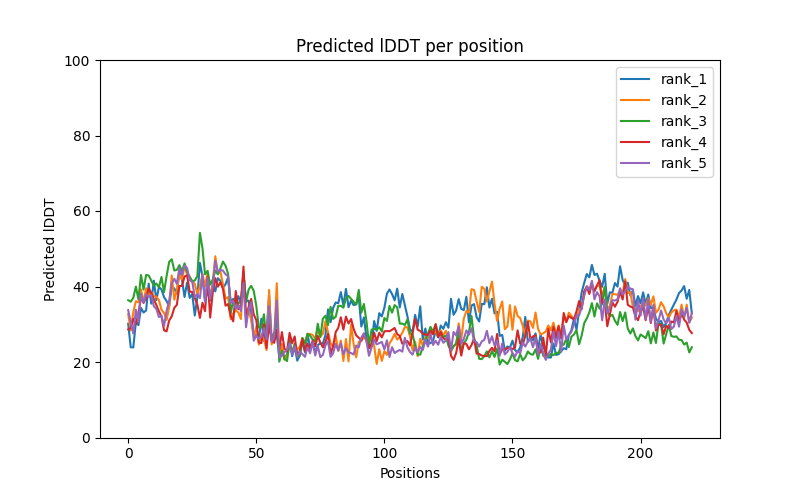 Predicted lDDT per position
100
80
60
40
20
0
Predicted lDDT
0
50
100
150
200
Positions
rank_1
rank_2
rank_3
rank_4
rank_5